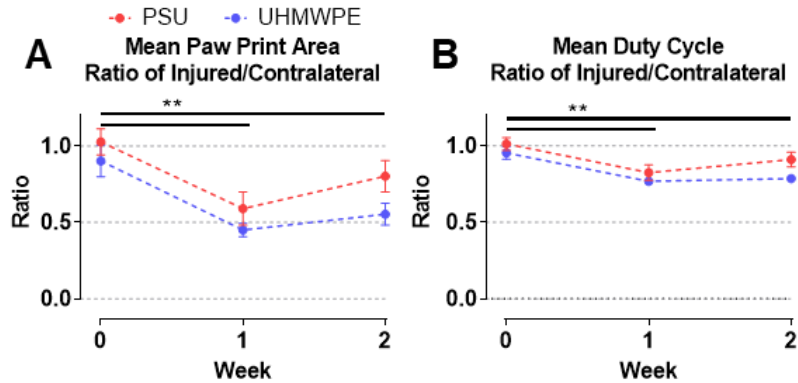 PSU UHMWPE
A
Mean Paw Print Area
Ratio of Injured/Contralateral
**
Ratio
1.0
0.5
0.0
0 1 2
Week
B
Mean Duty Cycle
Ratio of Injured/Contralateral
**
Ratio
1.0
0.5
0.0
0 1 2
Week